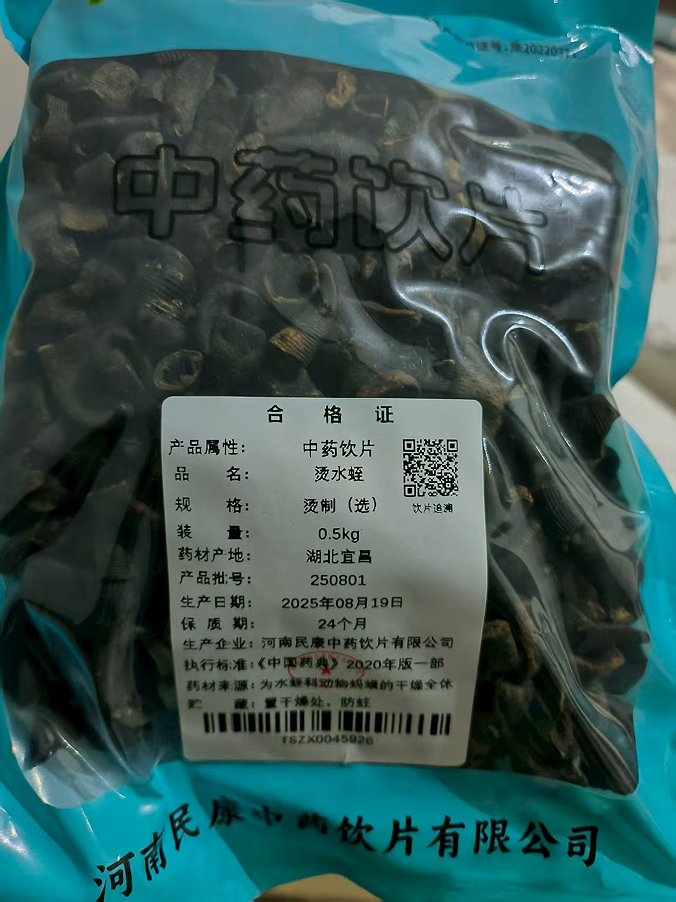 中药饮片
合格证
产品属性： 中药饮片
品 名： 烫水蛭
饮片追溯
规 格： 烫制（选）
装 量： 0.5kg
药材产地： 湖北宜昌
产品批号： 250801
生产日期： 2025年08月19日
保 质 期： 24个月
生产企业：河南民康中药饮片有限公司
执行标准：《中国药典》2020年版一部
药材来源：为水蛭科动物蚂蟥的干燥全体
贮 藏：置干燥处，防蛀
TSZX0045926
河南民康中药饮片有限公司